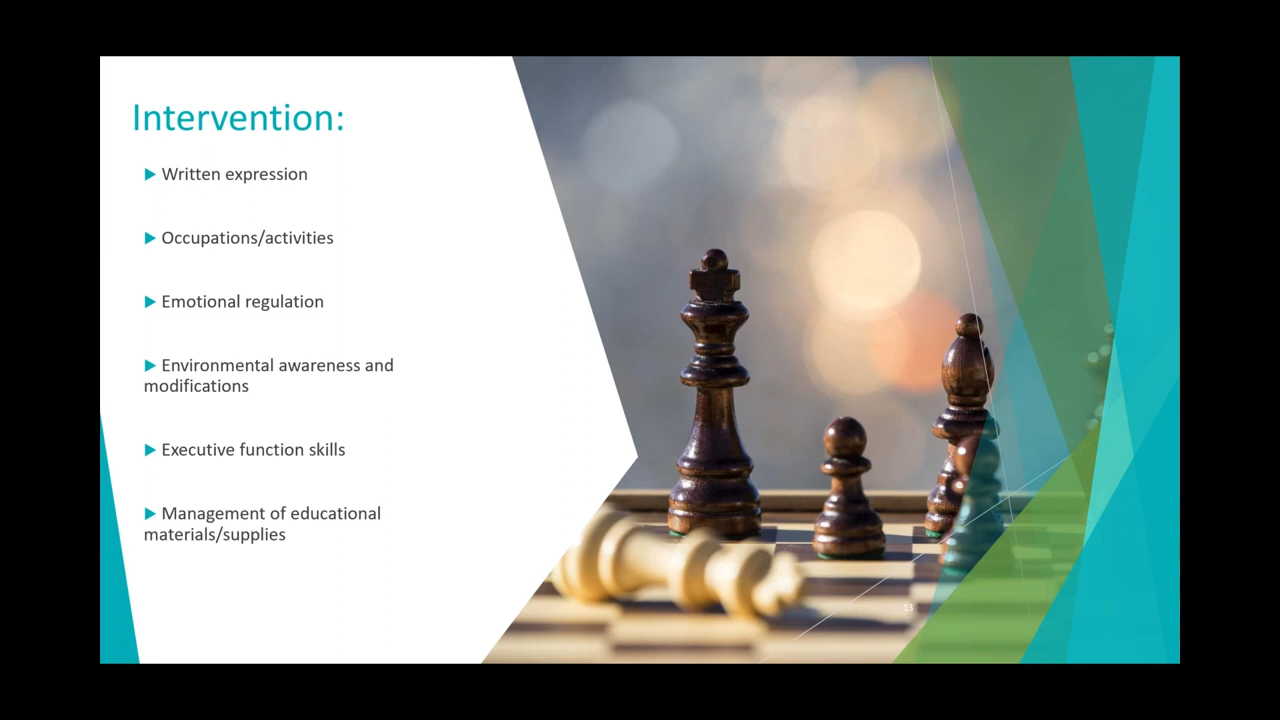 Intervention:
Written expression
Occupations/activities
Emotional regulation
Environmental awareness and
modifications
Executive function skills
Management of educational
materials/supplies
13